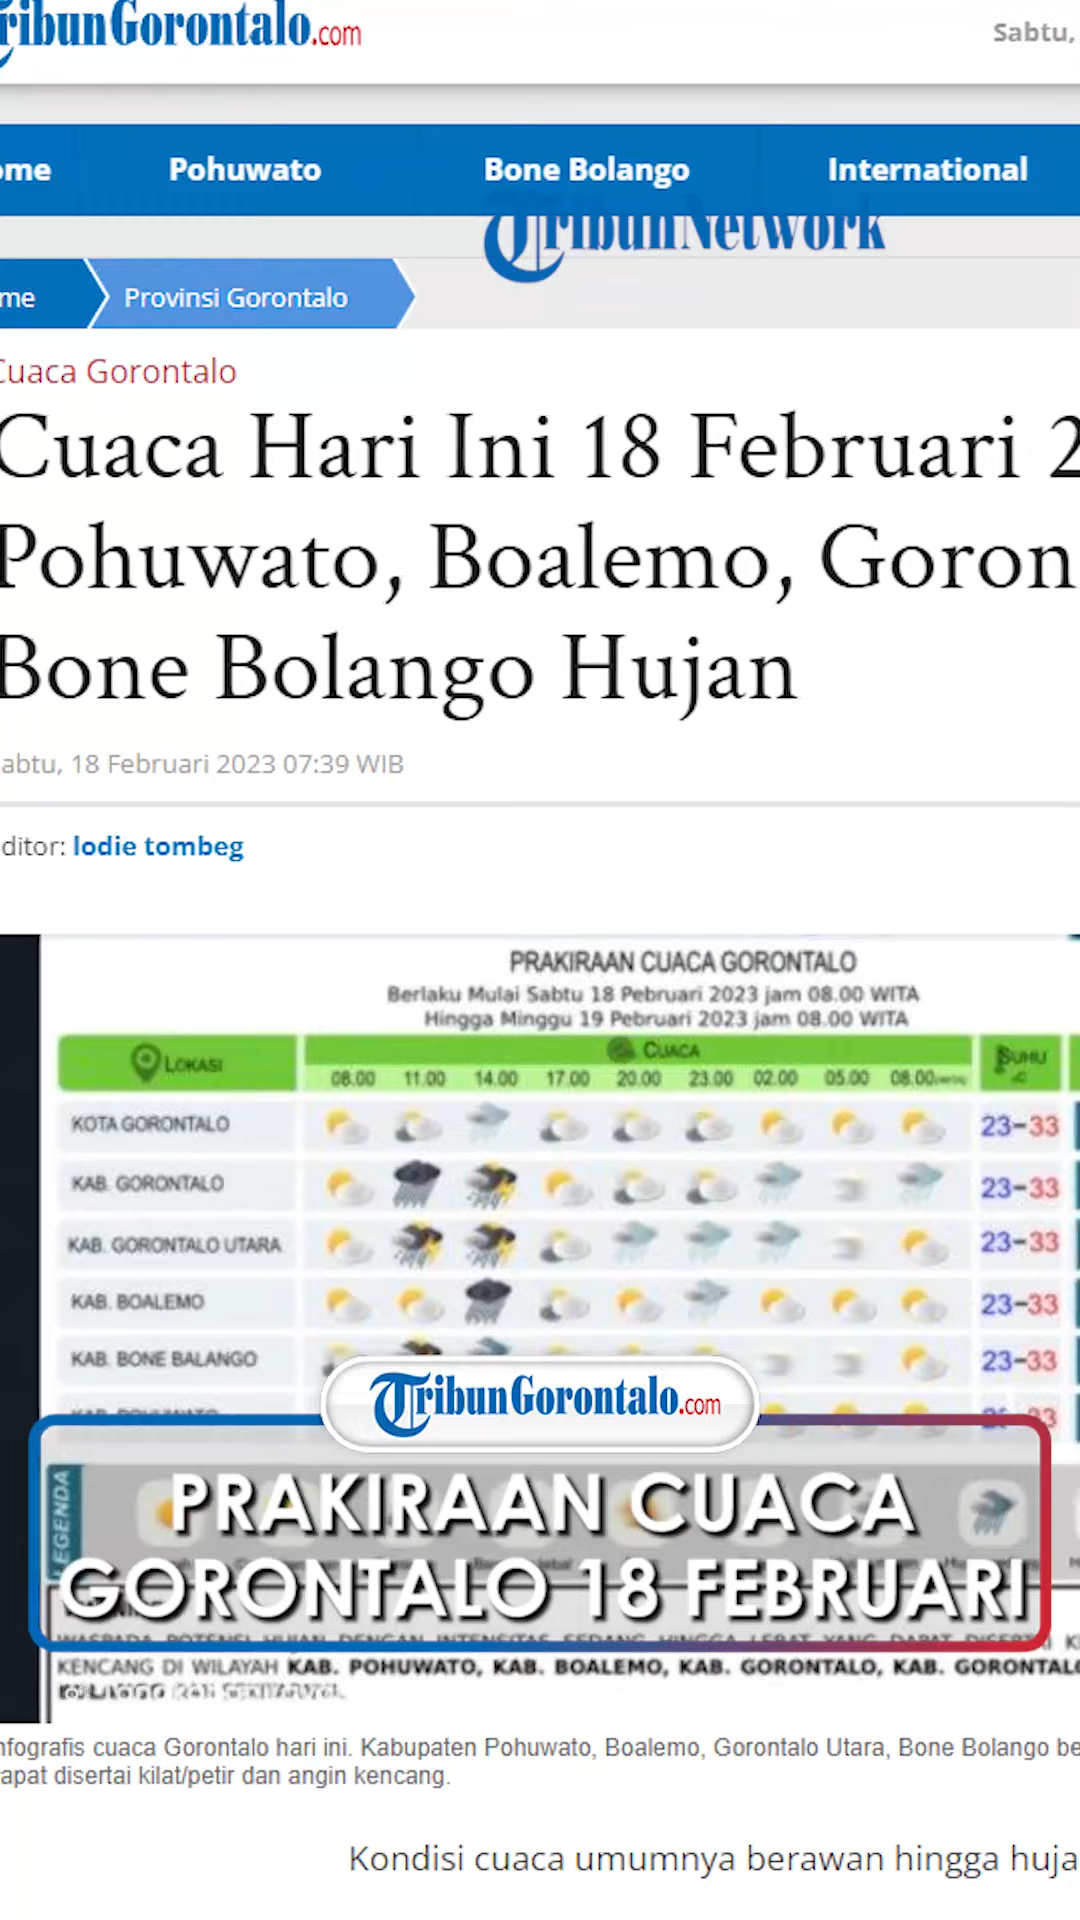 TribunGorontalo.com
Sabtu,
ome
Pohuwato
Bone Bolango
International
TribunNetwork
me
Provinsi Gorontalo
Cuaca Gorontalo
Cuaca Hari Ini 18 Februari 2
Pohuwato, Boalemo, Goron
Bone Bolango Hujan
abtu, 18 Februari 2023 07:39 WIB
ditor: lodie tombeg
PRAKIRAAN CUACA GORONTALO
Berlaku Mulai Sabtu 18 Pebruari 2023 jam 08.00 WITA
Hingga Minggu 19 Pebruari 2023 jam 08.00 WITA
LOKASI
CUACA
SUHU
08.00 11.00 14.00 17.00 20.00 23.00 02.00 05.00 08.00
KOTA GORONTALO 23-33
KAB. GORONTALO 23-33
KAB. GORONTALO UTARA 23-33
KAB. BOALEMO 23-33
KAB. BONE BALANGO 23-33
TribunGorontalo.com
LEGENDA
PRAKIRAAN CUACA
GORONTALO 18 FEBRUARI
KENCANG DI WILAYAH KAB. POHUWATO, KAB. BOALEMO, KAB. GORONTALO, KAB. GORONTALO
nfografis cuaca Gorontalo hari ini. Kabupaten Pohuwato, Boalemo, Gorontalo Utara, Bone Bolango be
apat disertai kilat/petir dan angin kencang.
Kondisi cuaca umumnya berawan hingga huja